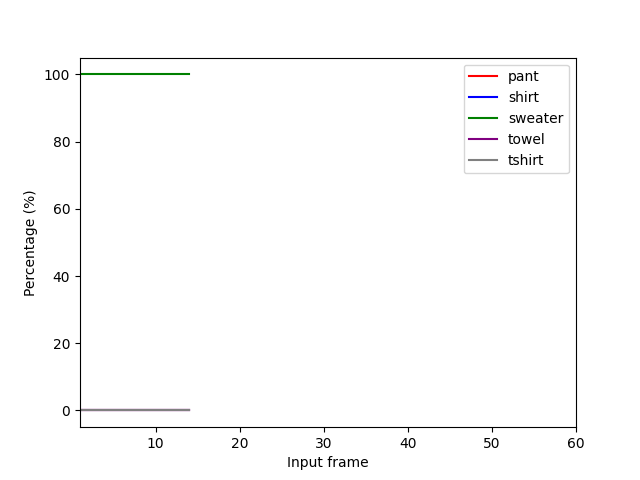 pant
shirt
sweater
towel
tshirt
Percentage (%)
100
80
60
40
20
0
10 20 30 40 50 60
Input frame